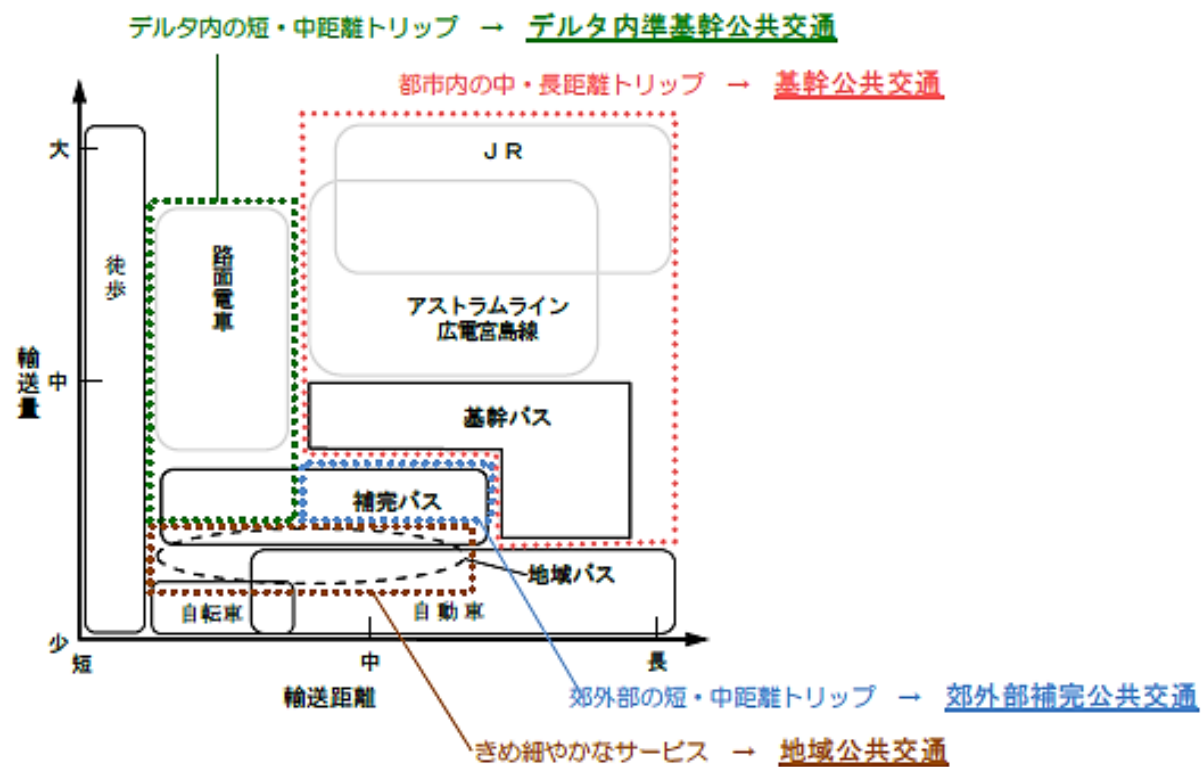 デルタ内の短・中距離トリップ → デルタ内準基幹公共交通
都市内の中・長距離トリップ → 基幹公共交通
大
JR
徒歩
路面電車
アストラムライン
広電宮島線
輸送量
中
基幹バス
補完バス
地域バス
自転車
自動車
少
短
中
長
輸送距離
郊外部の短・中距離トリップ → 郊外部補完公共交通
きめ細やかなサービス → 地域公共交通